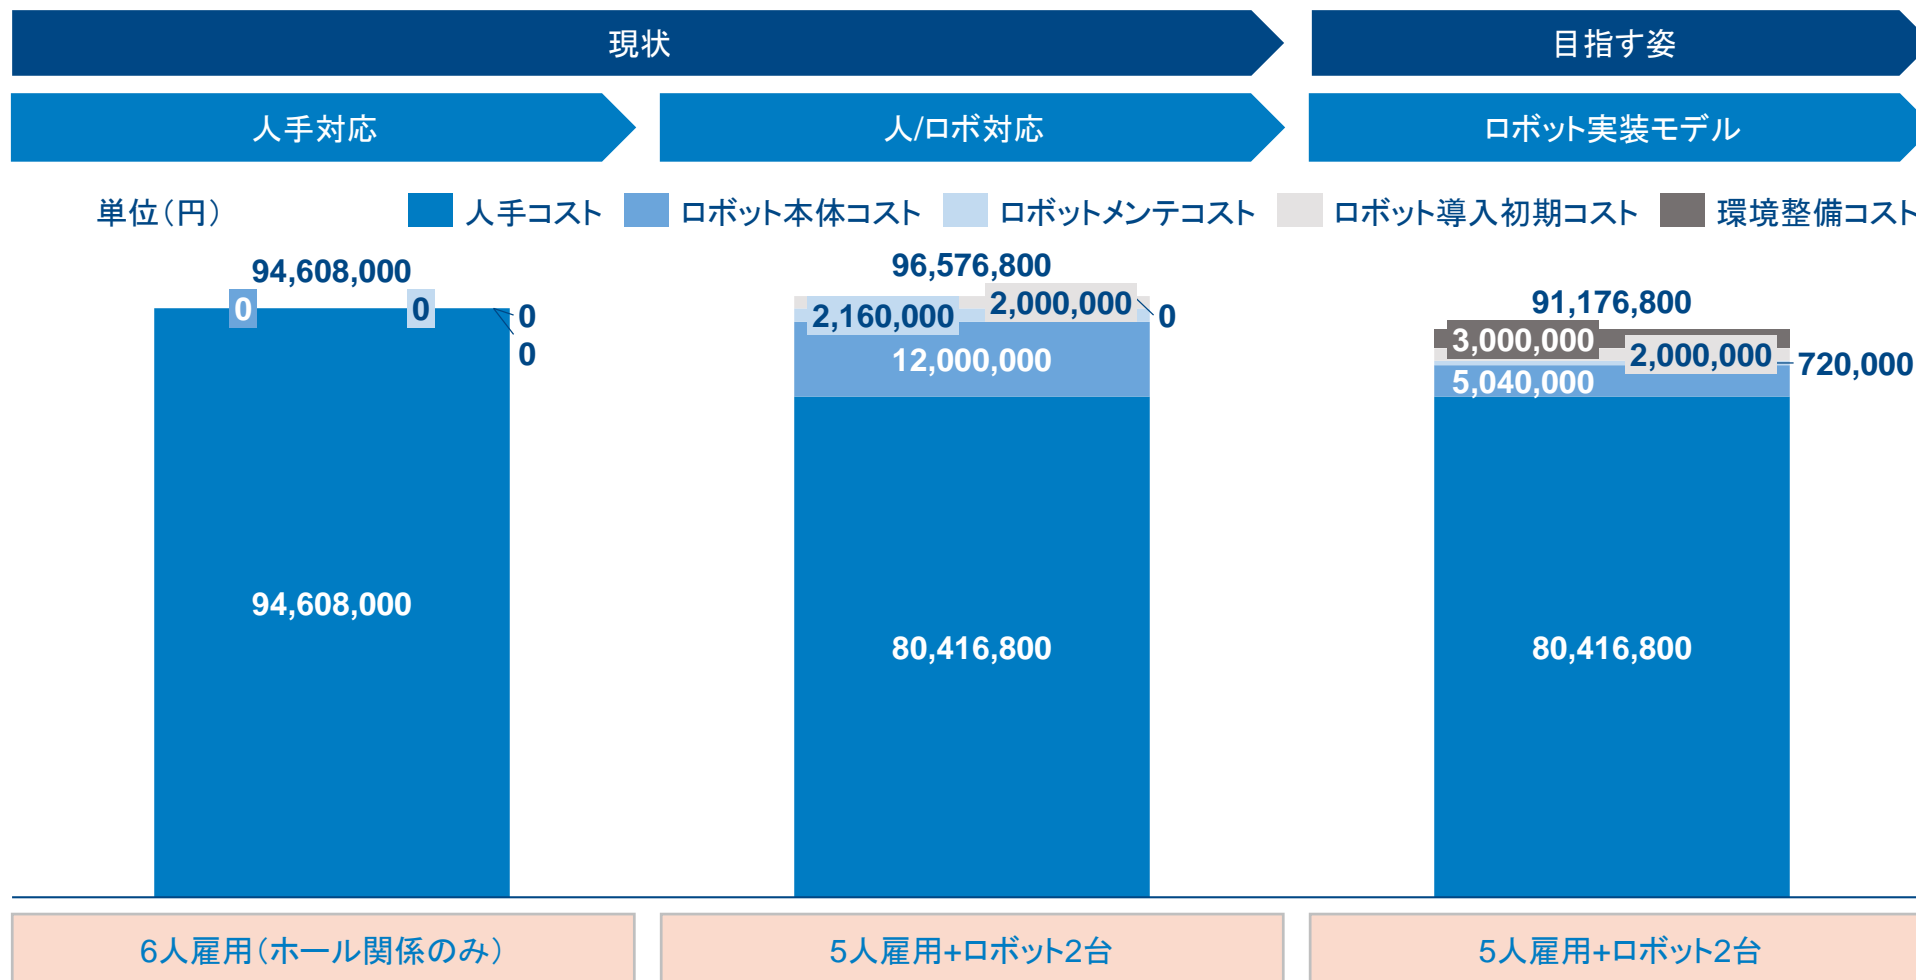 現状
目指す姿
人手対応
人/ロボ対応
ロボット実装モデル
単位(円)
人手コスト
ロボット本体コスト
ロボットメンテコスト
ロボット導入初期コスト
環境整備コスト
94,608,000
0
0
0
0
94,608,000
96,576,800
2,160,000
2,000,000
0
12,000,000
80,416,800
91,176,800
3,000,000
2,000,000
720,000
5,040,000
80,416,800
6人雇用(ホール関係のみ)
5人雇用+ロボット2台
5人雇用+ロボット2台